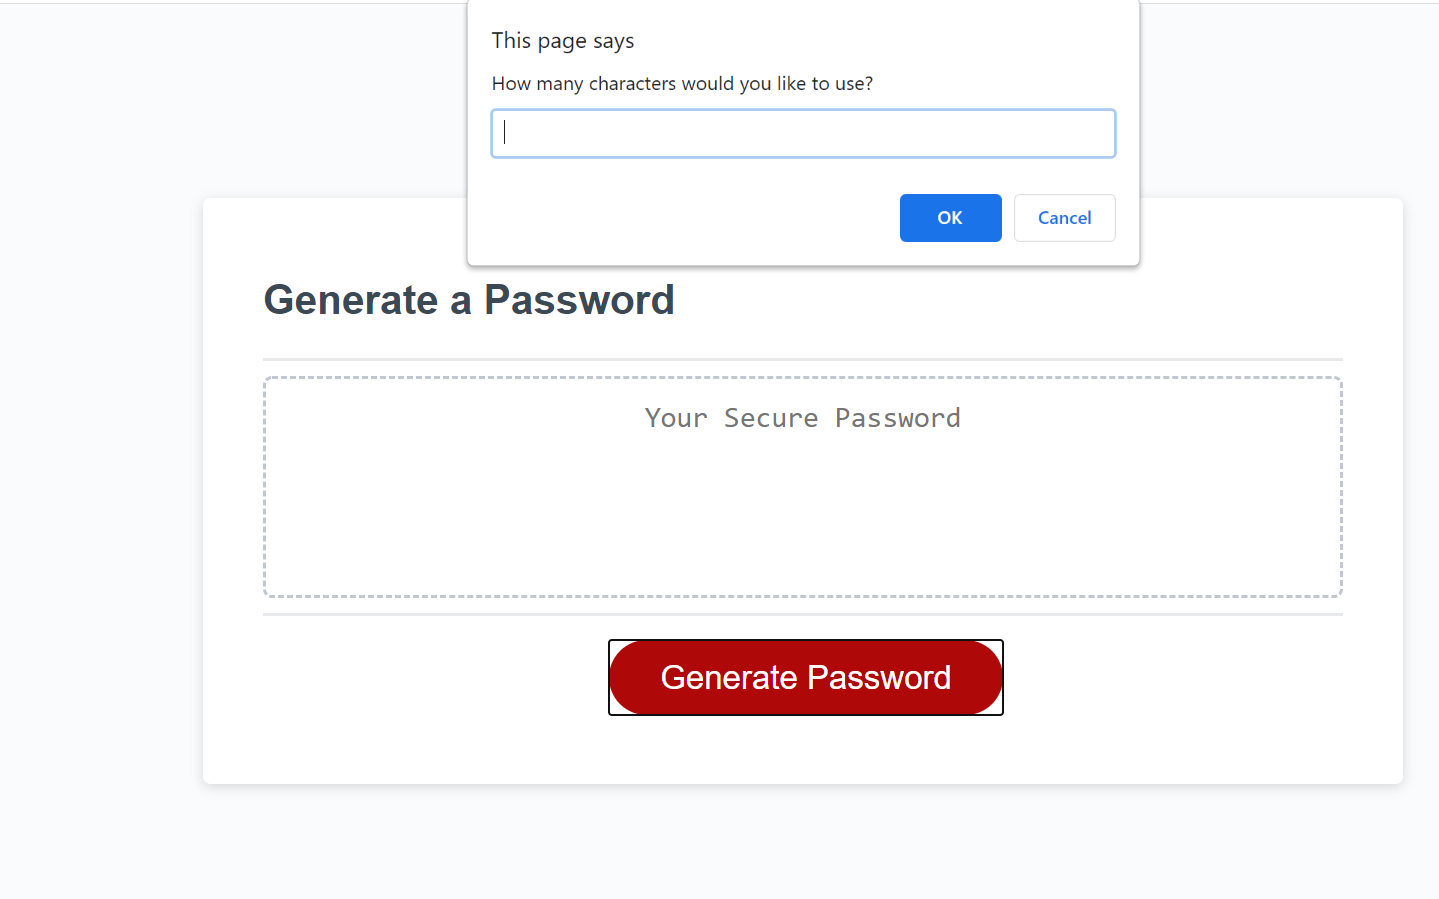 This page says
How many characters would you like to use?
OK
Cancel
Generate a Password
Your Secure Password
Generate Password